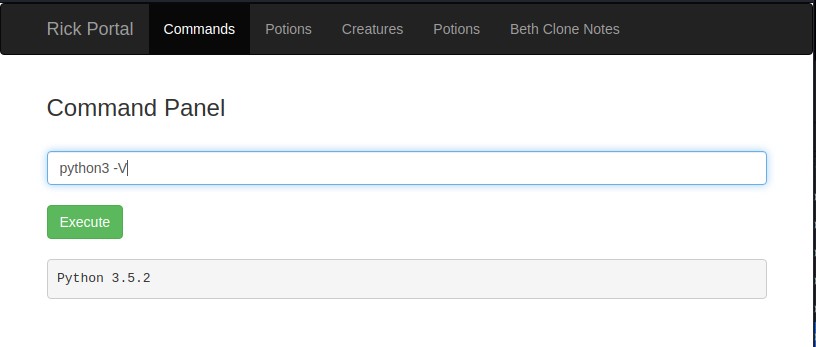 Rick Portal Commands Potions Creatures Potions Beth Clone Notes
Command Panel
python3 -V
Execute
Python 3.5.2